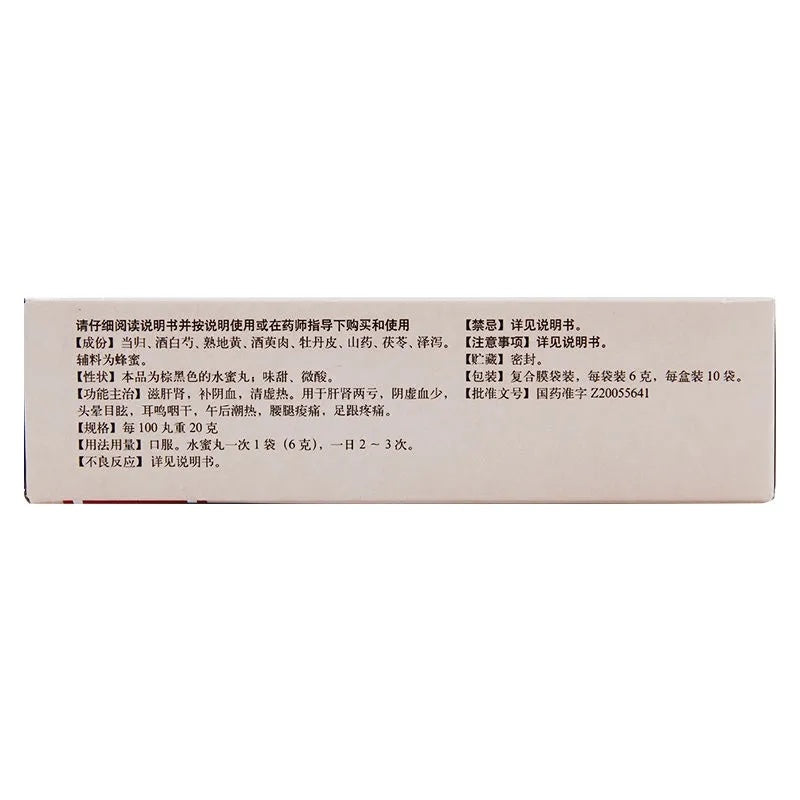 请仔细阅读说明书并按说明使用或在药师指导下购买和使用
【成份】当归、酒白芍、熟地黄、酒萸肉、牡丹皮、山药、茯苓、泽泻。
辅料为蜂蜜。
【性状】本品为棕黑色的水蜜丸；味甜、微酸。
【功能主治】滋肝肾，补阴血，清虚热。用于肝肾两亏，阴虚血少，
头晕目眩，耳鸣咽干，午后潮热，腰腿痠痛，足跟疼痛。
【规格】每100丸重20克
【用法用量】口服。水蜜丸一次1袋（6克），一日2～3次。
【不良反应】详见说明书。
【禁忌】详见说明书。
【注意事项】详见说明书。
【贮藏】密封。
【包装】复合膜袋装，每袋装6克，每盒装10袋。
【批准文号】国药准字Z20055641